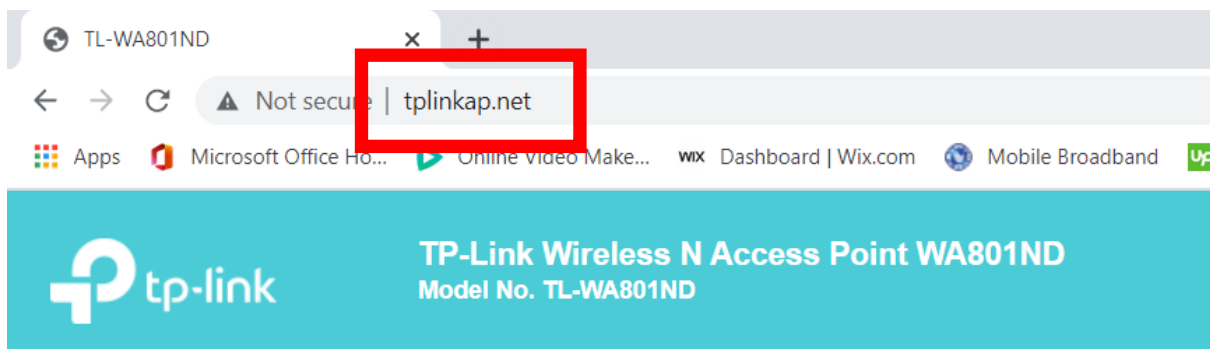 TL-WA801ND
Not secure | tplinkap.net
Apps Microsoft Office Ho... Online Video Make... WIX Dashboard | Wix.com Mobile Broadband Up
tp-link
TP-Link Wireless N Access Point WA801ND
Model No. TL-WA801ND